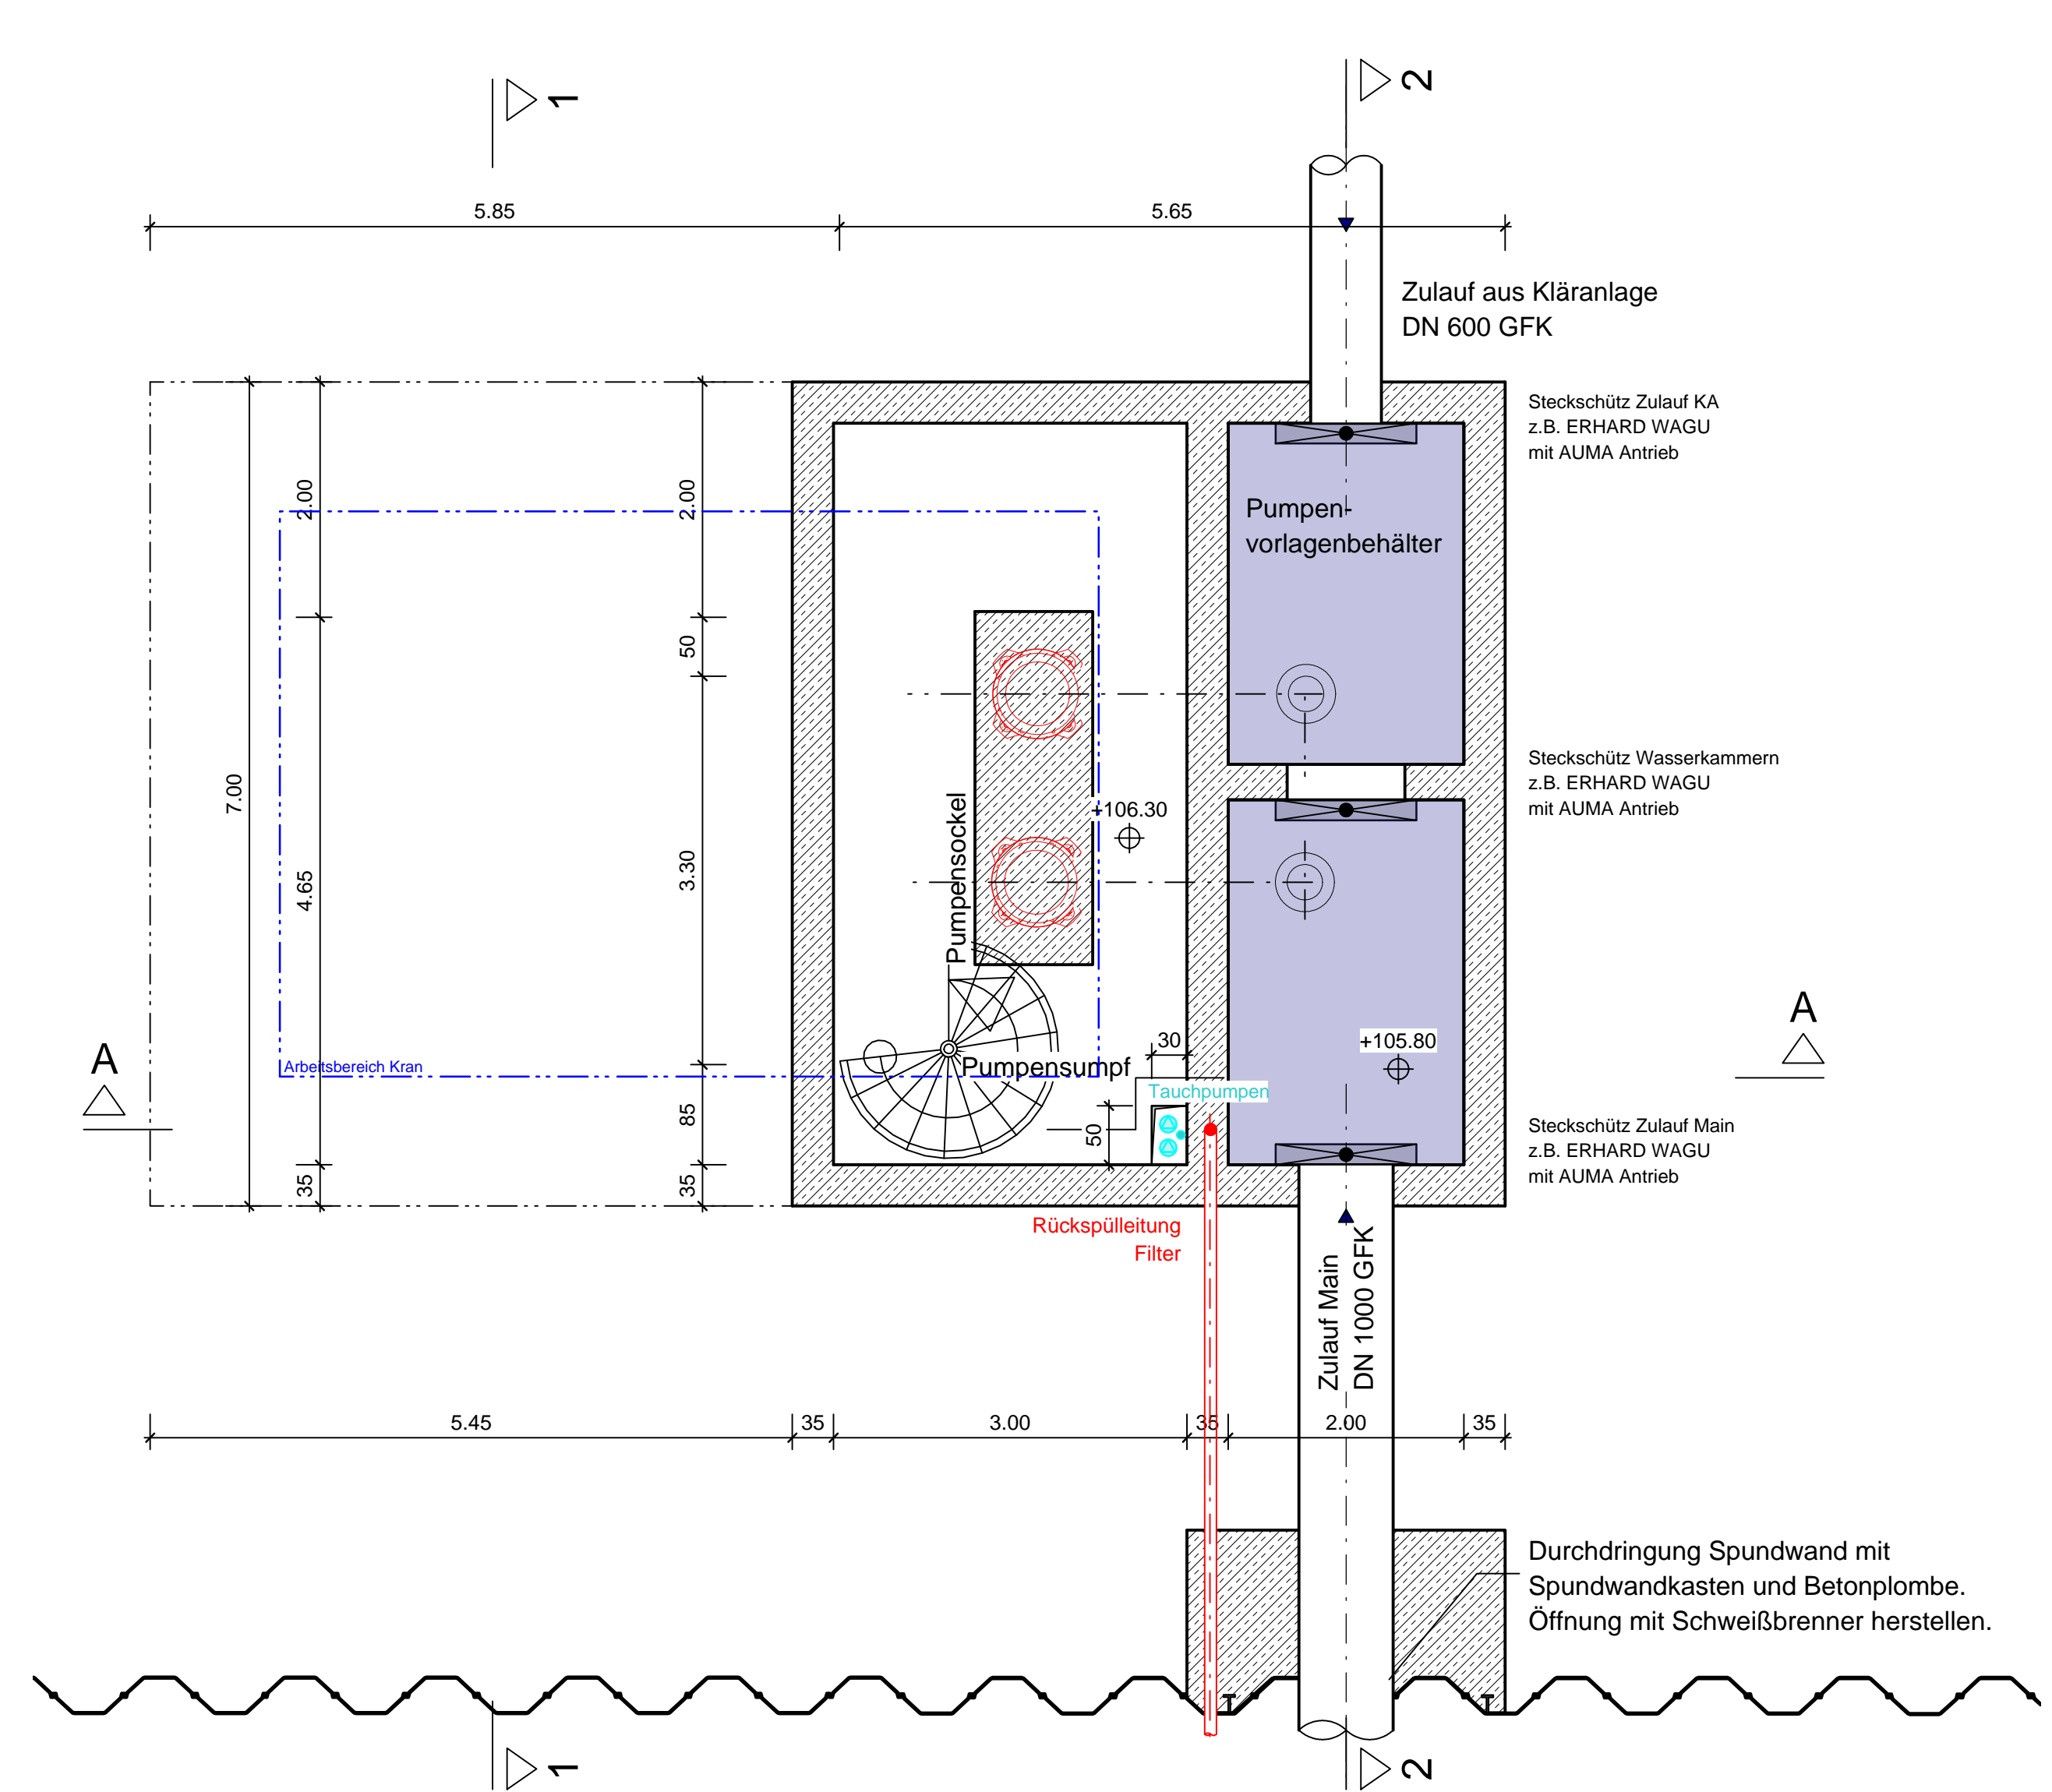 1
2
5.85
5.65
Zulauf aus Kläranlage
DN 600 GFK
Steckschütz Zulauf KA
z.B. ERHARD WAGU
mit AUMA Antrieb
2.00
2.00
Pumpen-
vorlagenbehälter
50
7.00
Steckschütz Wasserkammern
z.B. ERHARD WAGU
mit AUMA Antrieb
+106.30
Pumpensockel
4.65
3.30
A
A
+105.80
30
Arbeitsbereich Kran
Pumpensumpf
Tauchpumpen
85
50
Steckschütz Zulauf Main
z.B. ERHARD WAGU
mit AUMA Antrieb
35
35
Rückspülleitung
Filter
Zulauf Main
DN 1000 GFK
5.45
35
3.00
35
2.00
35
Durchdringung Spundwand mit
Spundwandkasten und Betonplombe.
Öffnung mit Schweißbrenner herstellen.
1
2